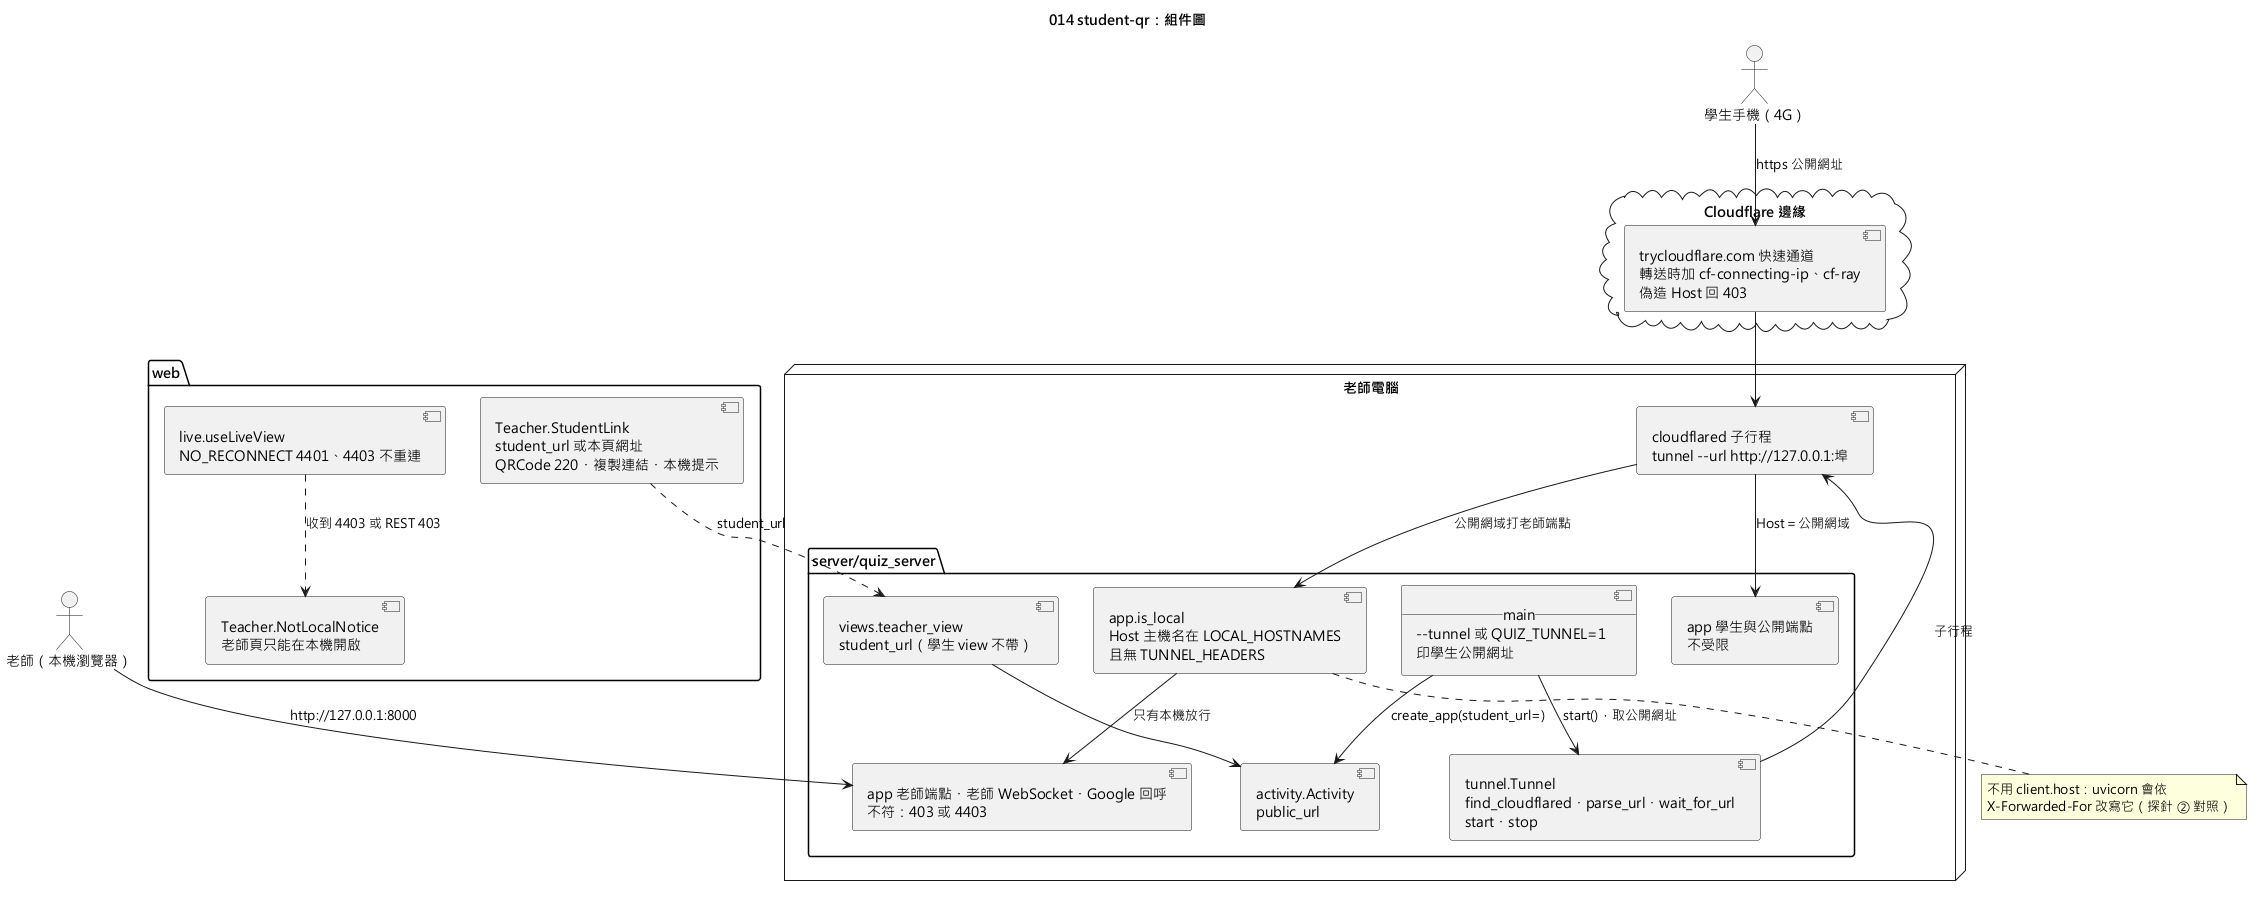 014 student-qr：組件圖
學生手機（4G）
https 公開網址
Cloudflare 邊緣
trycloudflare.com 快速通道
轉送時加 cf-connecting-ip、cf-ray
偽造 Host 回 403
web
live.useLiveView
NO_RECONNECT 4401、4403 不重連
Teacher.StudentLink
student_url 或本頁網址
QRCode 220．複製連結．本機提示
老師電腦
cloudflared 子行程
tunnel --url http://127.0.0.1:埠
收到 4403 或 REST 403
student_url
公開網域打老師端點
Host = 公開網域
server/quiz_server
老師（本機瀏覽器）
Teacher.NotLocalNotice
老師頁只能在本機開啟
views.teacher_view
student_url（學生 view 不帶）
app.is_local
Host 主機名在 LOCAL_HOSTNAMES
且無 TUNNEL_HEADERS
main
--tunnel 或 QUIZ_TUNNEL=1
印學生公開網址
app 學生與公開端點
不受限
子行程
http://127.0.0.1:8000
只有本機放行
create_app(student_url=)
start()．取公開網址
app 老師端點．老師 WebSocket．Google 回呼
不符：403 或 4403
activity.Activity
public_url
tunnel.Tunnel
find_cloudflared．parse_url．wait_for_url
start．stop
不用 client.host：uvicorn 會依
X-Forwarded-For 改寫它（探針 ② 對照）